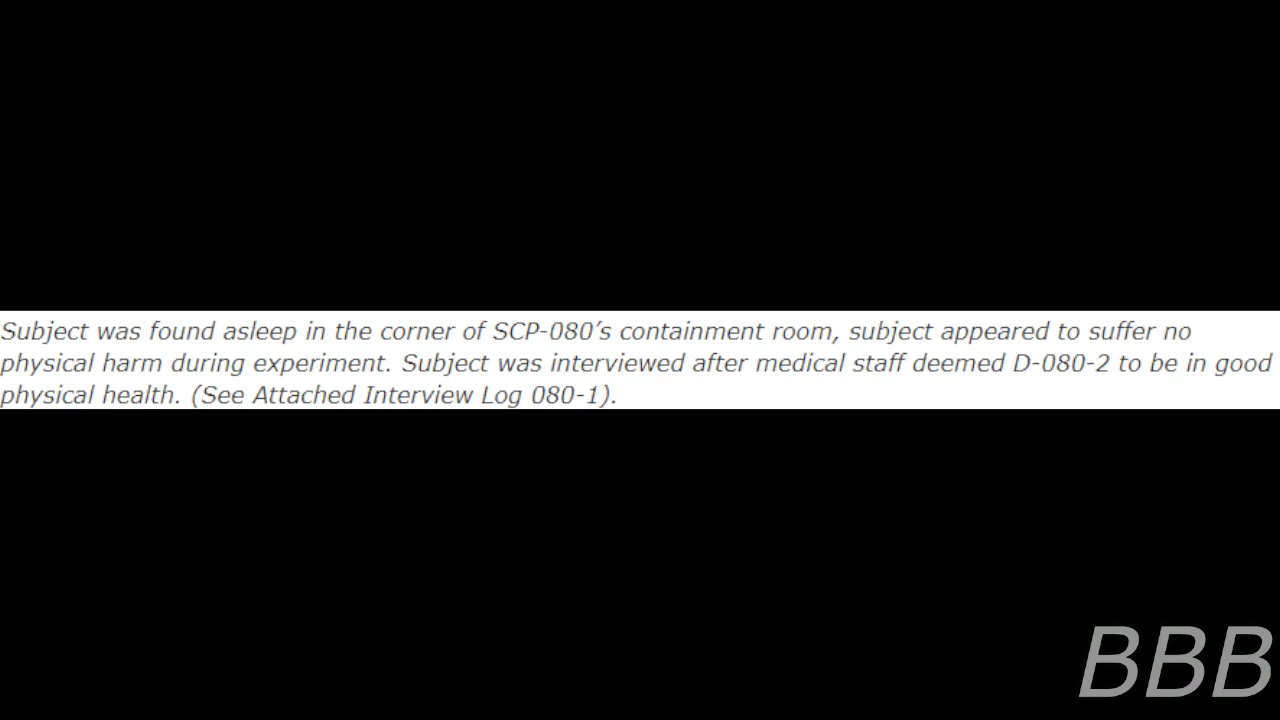 Subject was found asleep in the corner of SCP-080’s containment room, subject appeared to suffer no
physical harm during experiment. Subject was interviewed after medical staff deemed D-080-2 to be in good
physical health. (See Attached Interview Log 080-1).
BBB